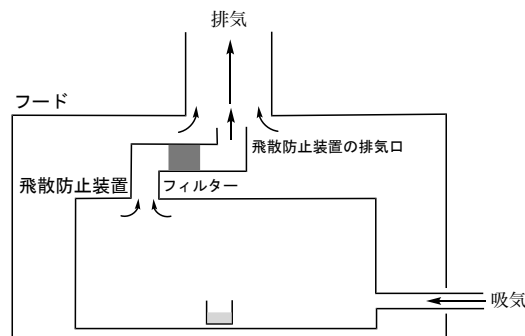 排気
フード
飛散防止装置の排気口
飛散防止装置
フィルター
吸気